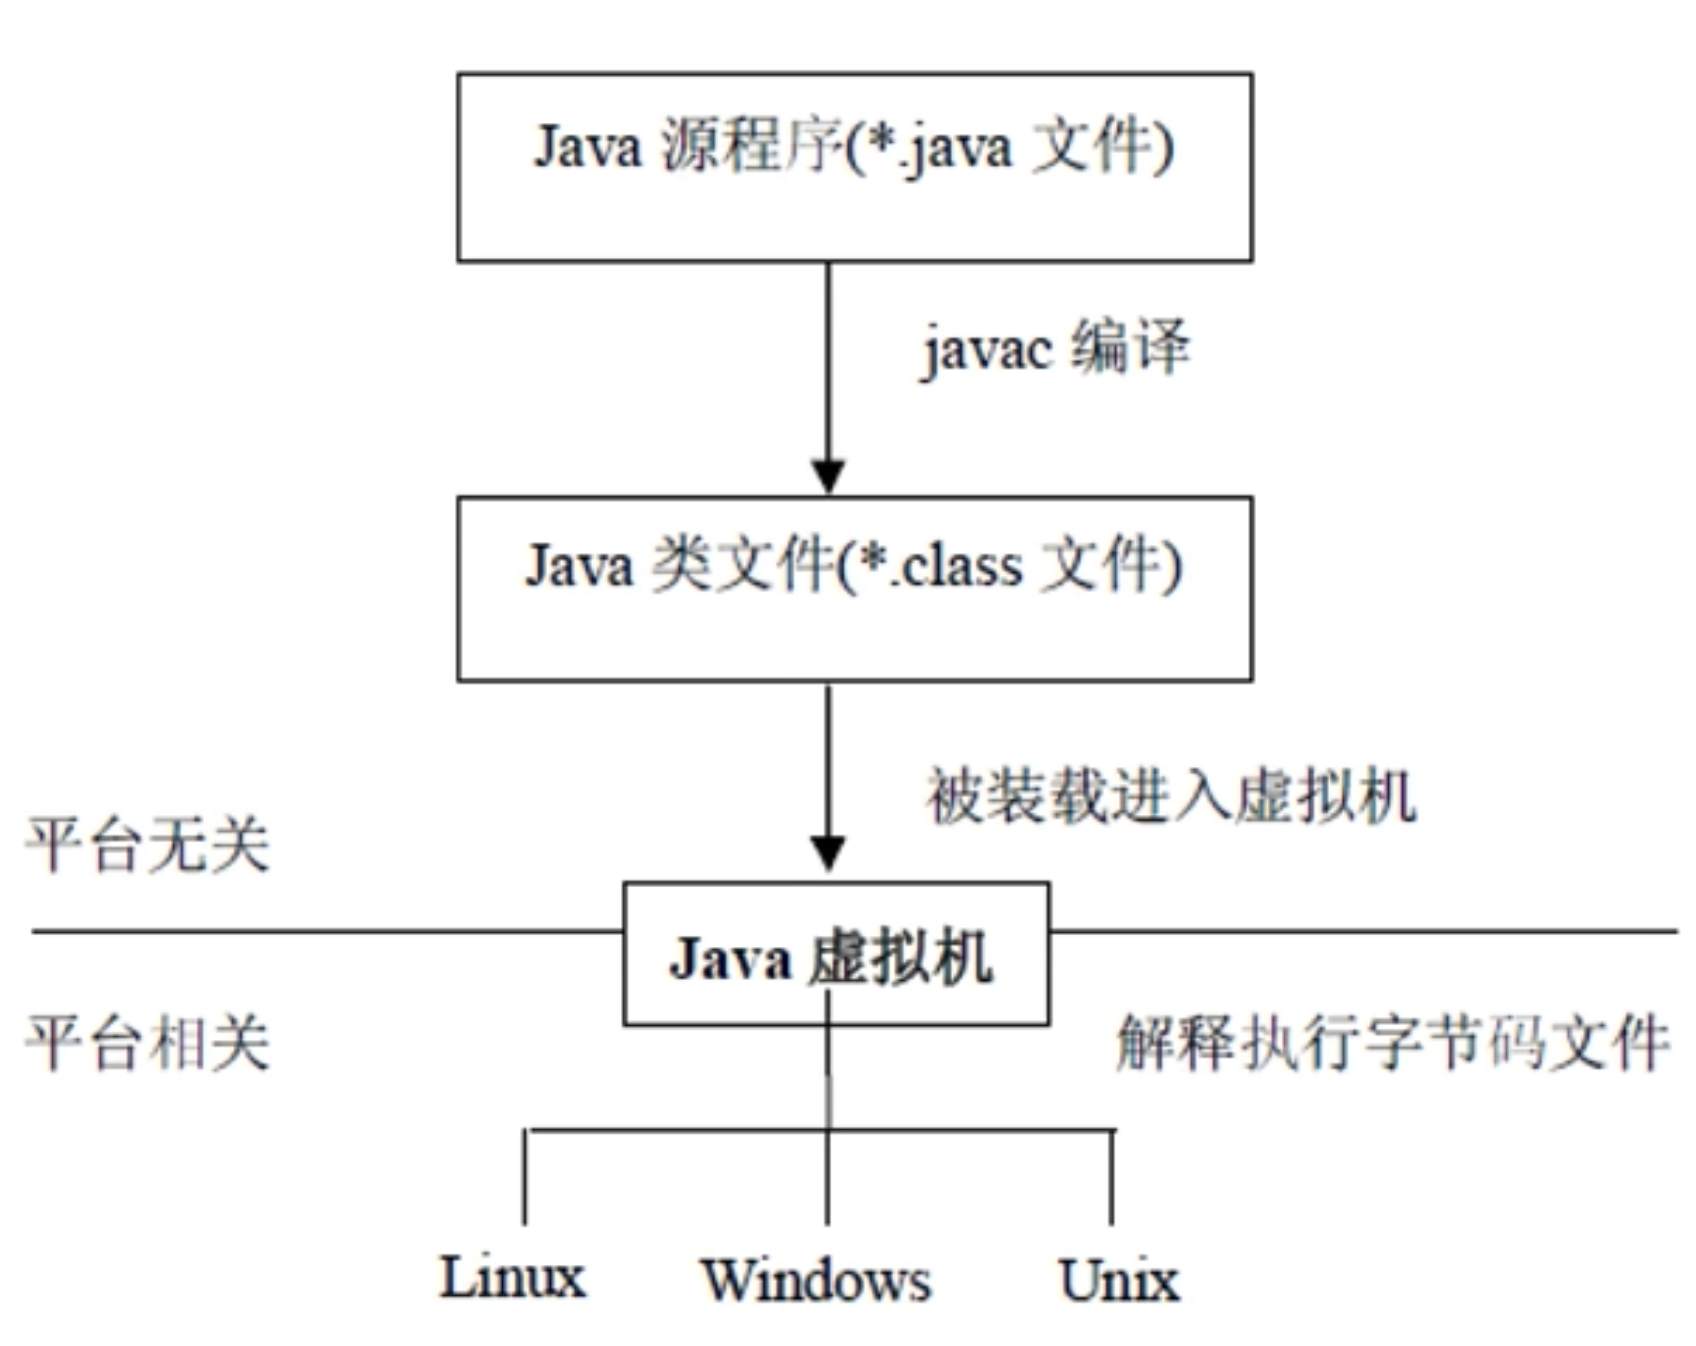 Java 源程序(*.java 文件)
javac 编译
Java 类文件(*.class 文件)
被装载进入虚拟机
平台无关
Java 虚拟机
平台相关
解释执行字节码文件
Linux
Windows
Unix